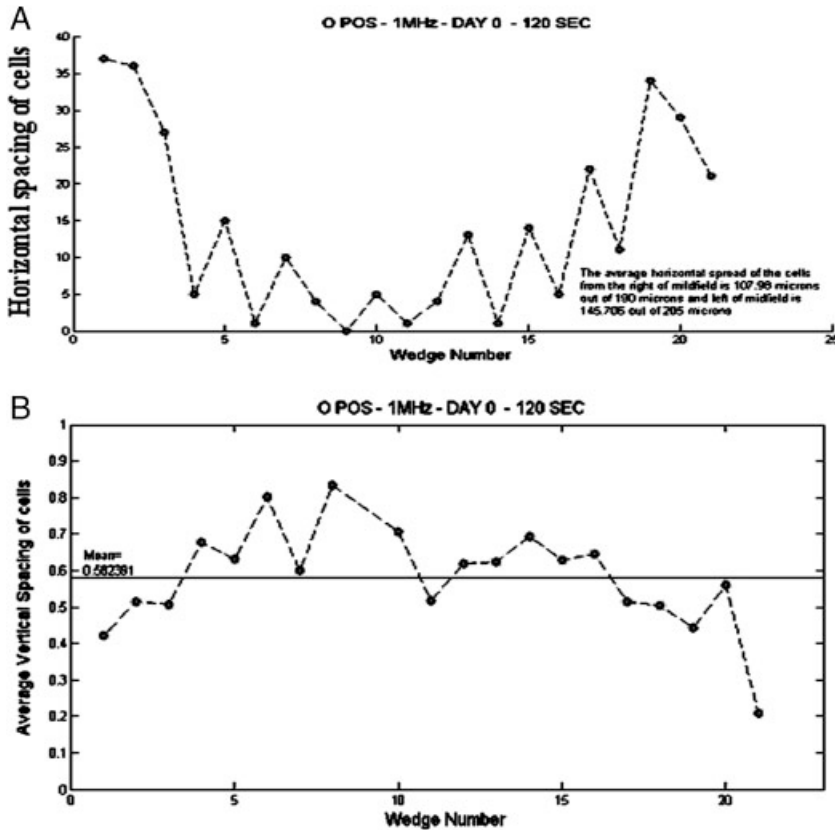 A
O POS - 1MHz - DAY 0 - 120 SEC
Horizontal spacing of cells
40
35
30
25
20
15
10
5
0
The average horizontal spread of the cells
from the right of mildfield is 107.98 microns
out of 190 microns and left of midfield is
145.705 out of 205 microns
0 5 10 15 20 25
Wedge Number
B
O POS - 1MHz - DAY 0 - 120 SEC
Average Vertical Spacing of cells
1
0.9
0.8
0.7
Mean=
0.582381
0.6
0.5
0.4
0.3
0.2
0.1
0
0 5 10 15 20
Wedge Number